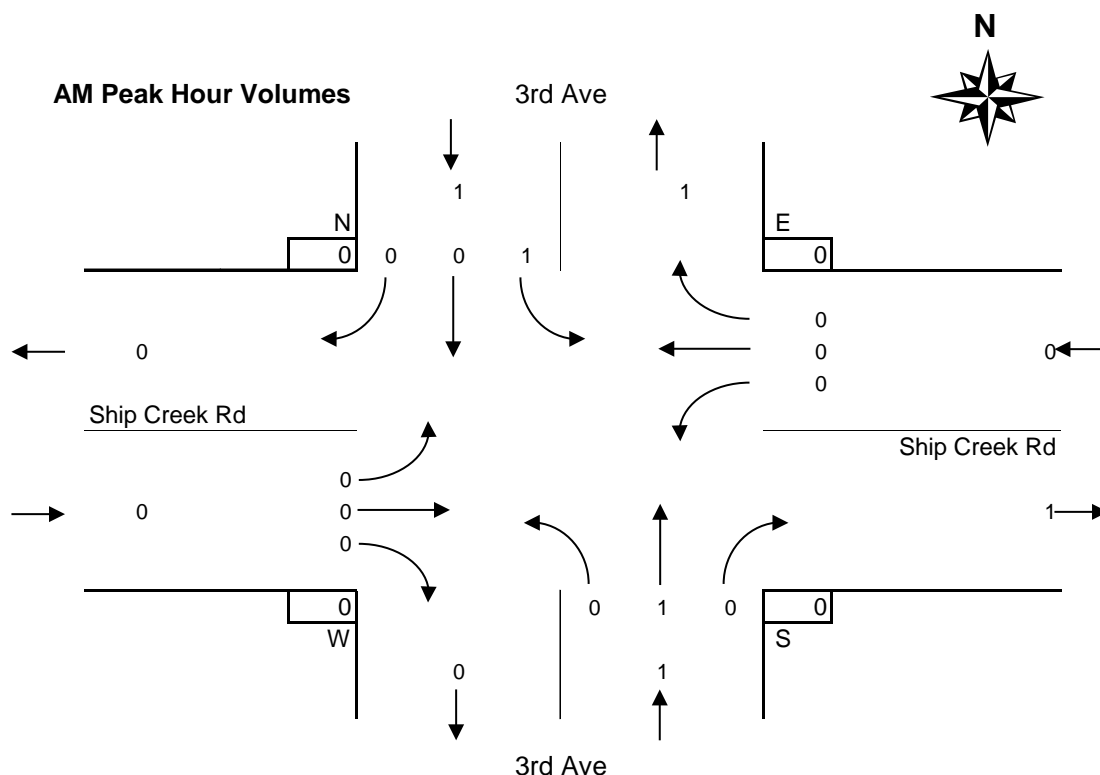 N
AM Peak Hour Volumes 3rd Ave
1 1
N E
0 0 0 1 0
0
0 0 0
0
Ship Creek Rd
Ship Creek Rd
0
0 0 1
0
0 0 1 0 0
W S
0 1
3rd Ave